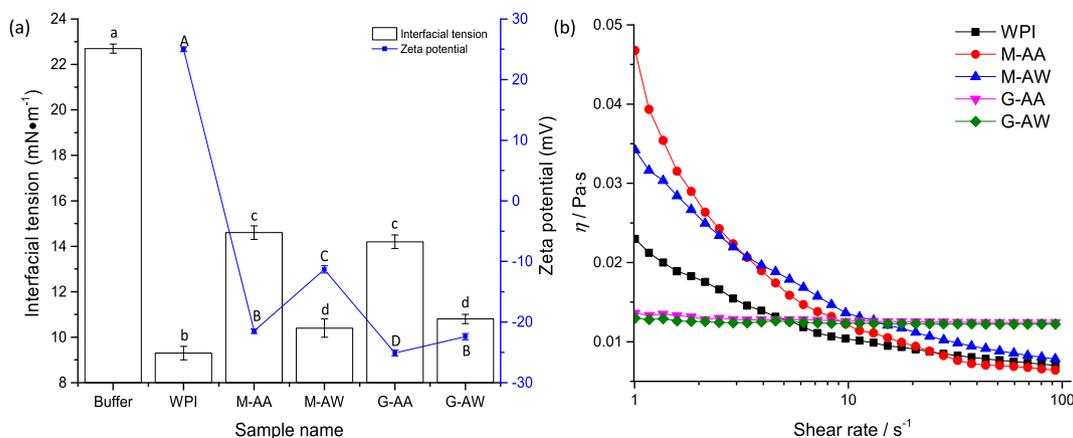 (a)
Interfacial tension (mN•m⁻¹)
24
22
20
18
16
14
12
10
8
a
A
b
c
B
C
d
c
D
d
B
Interfacial tension
Zeta potential
30
20
10
0
-10
-20
-30
Zeta potential (mV)
Buffer WPI M-AA M-AW G-AA G-AW
Sample name
(b)
η / Pa·s
0.05
0.04
0.03
0.02
0.01
WPI
M-AA
M-AW
G-AA
G-AW
1 10 100
Shear rate / s⁻¹